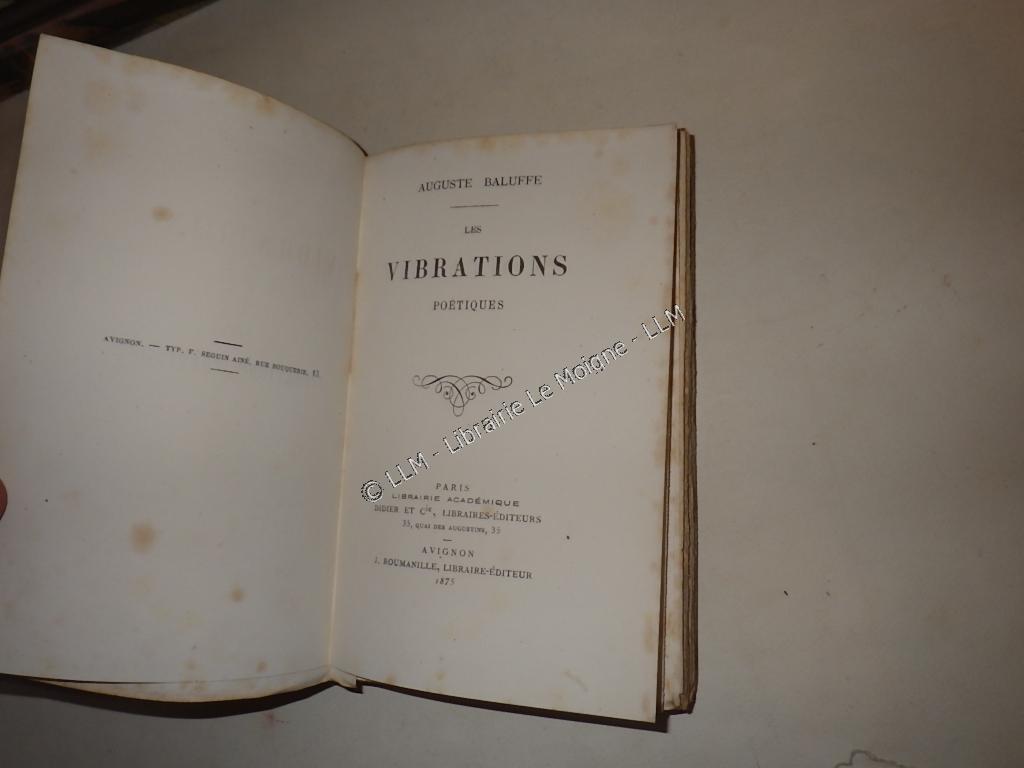 AVIGNON. — TYP. F. SEGUIN AINÉ, RUE BOUQUERIE, 13.
AUGUSTE BALUFFE
LES
VIBRATIONS
POÉTIQUES
PARIS
LIBRAIRIE ACADÉMIQUE
DIDIER ET Cie, LIBRAIRES-ÉDITEURS
35, QUAI DES AUGUSTINS, 35
AVIGNON
J. ROUMANILLE, LIBRAIRE-ÉDITEUR
1875
© LLM - Librairie Le Moigne - LLM